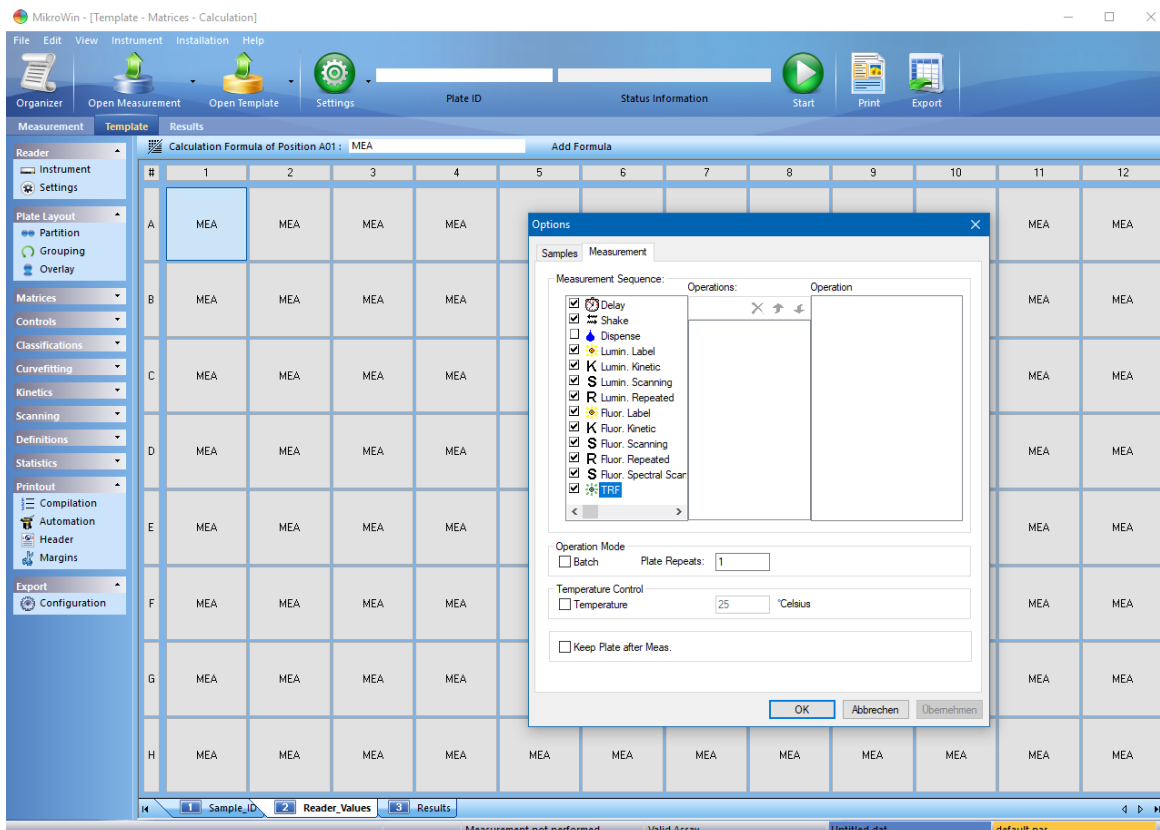 MikroWin - [Template - Matrices - Calculation]
File Edit View Instrument Installation Help
Organizer Open Measurement Open Template Settings Plate ID Status Information Start Print Export
Measurement Template Results
Reader
Instrument
Settings
Plate Layout
Partition
Grouping
Overlay
Matrices
Controls
Classifications
Curvefitting
Kinetics
Scanning
Definitions
Statistics
Printout
Compilation
Automation
Header
Margins
Export
Configuration
Calculation Formula of Position A01 : MEA Add Formula
# 1 2 3 4 5 6 7 8 9 10 11 12
A MEA MEA MEA MEA MEA MEA
B MEA MEA MEA MEA MEA MEA
C MEA MEA MEA MEA MEA MEA
D MEA MEA MEA MEA MEA MEA
E MEA MEA MEA MEA MEA MEA
F MEA MEA MEA MEA MEA MEA
G MEA MEA MEA MEA MEA MEA
H MEA MEA MEA MEA MEA MEA MEA MEA MEA MEA MEA MEA
Options
Samples Measurement
Measurement Sequence:
Operations: Operation
Delay
Shake
Dispense
Lumin. Label
K Lumin. Kinetic
S Lumin. Scanning
R Lumin. Repeated
Fluor. Label
K Fluor. Kinetic
S Fluor. Scanning
R Fluor. Repeated
S Fluor. Spectral Scan
TRF
Operation Mode
Batch Plate Repeats: 1
Temperature Control
Temperature 25 °Celsius
Keep Plate after Meas.
OK Abbrechen Übernehmen
1 Sample_ID 2 Reader_Values 3 Results
Measurement not performed Valid Assay Untitled.dat default.par